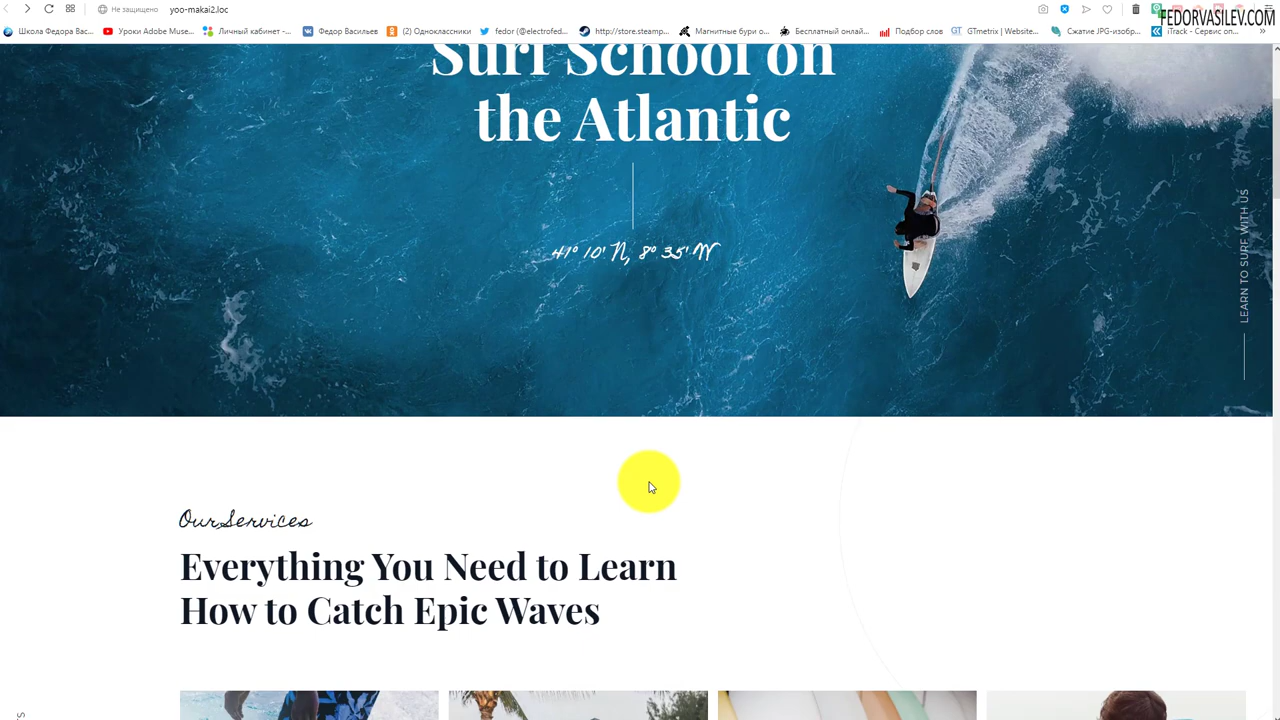 Не защищено
yoo-makai2.loc
FEDORVASILEV.COM
Школа Федора Вас...
Уроки Adobe Muse...
Личный кабинет -...
Федор Васильев
(2) Одноклассники
fedor (@electrofed...
http://store.steamp...
Магнитные бури о...
Бесплатный онлай...
Подбор слов
GTmetrix | Website...
Сжатие JPG-изобр...
iTrack - Сервис оп...
Surf School on
the Atlantic
41° 10' N, 8° 35' W
LEARN TO SURF WITH US
Our Services
Everything You Need to Learn
How to Catch Epic Waves